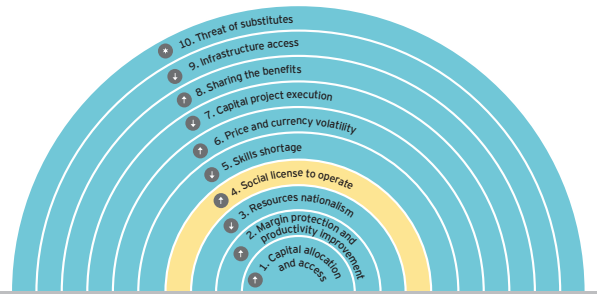 10. Threat of substitutes
9. Infrastructure access
8. Sharing the benefits
7. Capital project execution
6. Price and currency volatility
5. Skills shortage
4. Social license to operate
3. Resources nationalism
2. Margin protection and
productivity improvement
1. Capital allocation
and access